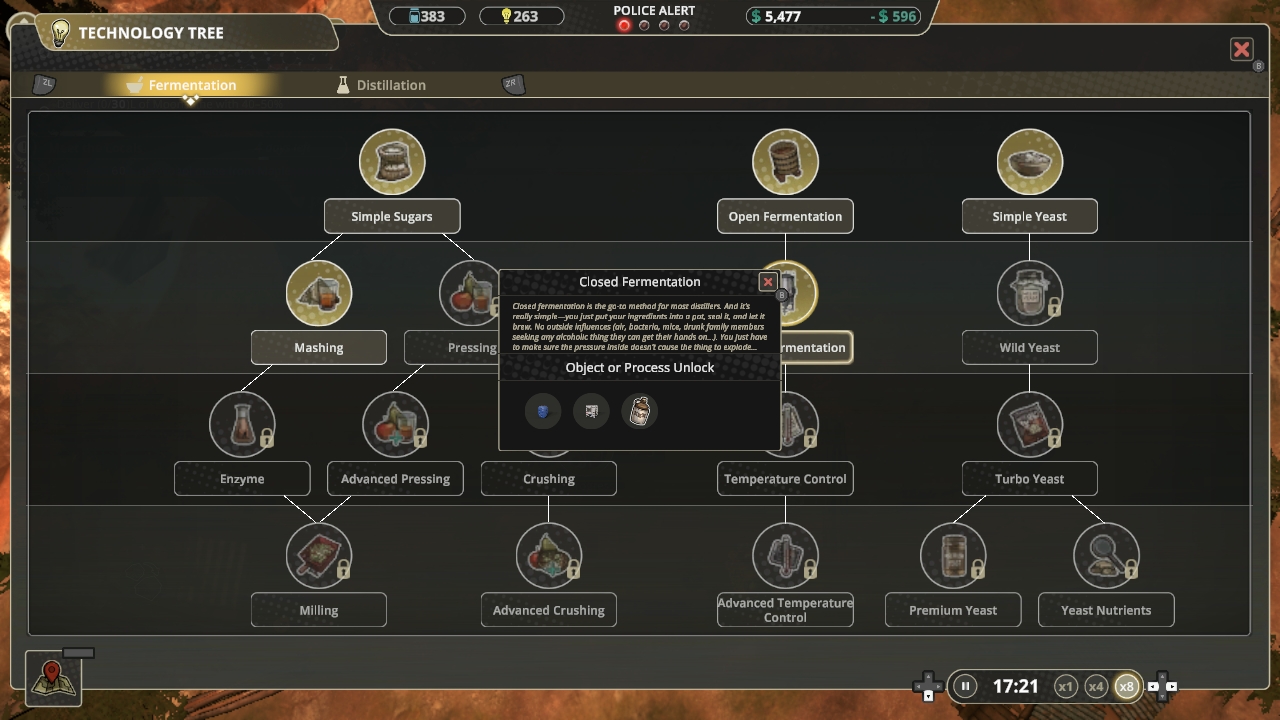 383
263
POLICE ALERT
$ 5,477
- $ 596
TECHNOLOGY TREE
B
ZL
Fermentation
Distillation
ZR
Simple Sugars
Open Fermentation
Simple Yeast
Closed Fermentation
B
Closed fermentation is the go-to method for most distillers. And it's
really simple—you just put your ingredients into a pot, seal it, and let it
brew. No outside influences (air, bacteria, mice, drunk family members
seeking any alcoholic thing they can get their hands on...). You just have
to make sure the pressure inside doesn't cause the thing to explode...
Mashing
Pressing
rmentation
Wild Yeast
Object or Process Unlock
Enzyme
Advanced Pressing
Crushing
Temperature Control
Turbo Yeast
Milling
Advanced Crushing
Advanced Temperature
Control
Premium Yeast
Yeast Nutrients
17:21
x1
x4
x8